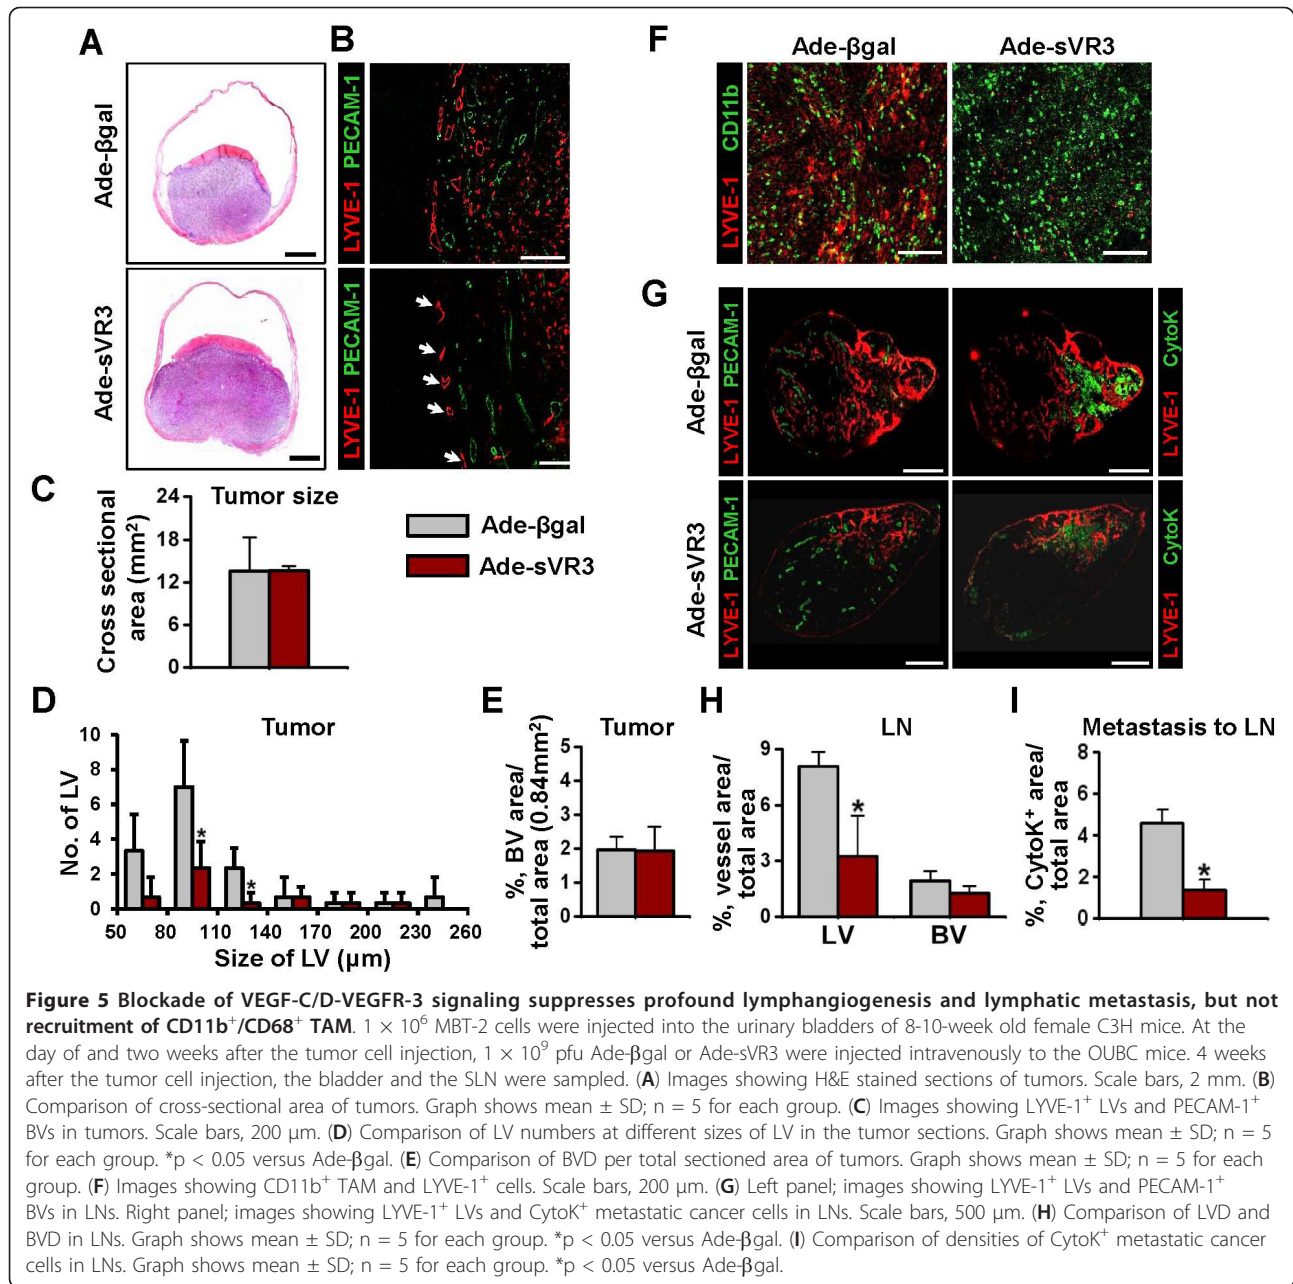 A
B
F
Ade-βgal
Ade-sVR3
Ade-βgal
LYVE-1 PECAM-1
LYVE-1 CD11b
Ade-sVR3
LYVE-1 PECAM-1
G
Ade-βgal
LYVE-1 PECAM-1
LYVE-1 CytoK
Ade-sVR3
LYVE-1 PECAM-1
LYVE-1 CytoK
C
Tumor size
Cross sectional
area (mm²)
24
18
12
6
0
Ade-βgal
Ade-sVR3
D
Tumor
No. of LV
10
8
6
4
2
0
*
*
50 80 110 130 140 170 200 230 260
Size of LV (µm)
E
Tumor
%, BV area/
total area (0.84mm²)
5
4
3
2
1
0
H
LN
%, vessel area/
total area
9
6
3
0
*
LV BV
I
Metastasis to LN
%, CytoK⁺ area/
total area
8
6
4
2
0
*
Figure 5 Blockade of VEGF-C/D-VEGFR-3 signaling suppresses profound lymphangiogenesis and lymphatic metastasis, but not
recruitment of CD11b⁺/CD68⁺ TAM. 1 × 10⁶ MBT-2 cells were injected into the urinary bladders of 8-10-week old female C3H mice. At the
day of and two weeks after the tumor cell injection, 1 × 10⁹ pfu Ade-βgal or Ade-sVR3 were injected intravenously to the OUBC mice. 4 weeks
after the tumor cell injection, the bladder and the SLN were sampled. (A) Images showing H&E stained sections of tumors. Scale bars, 2 mm. (B)
Comparison of cross-sectional area of tumors. Graph shows mean ± SD; n = 5 for each group. (C) Images showing LYVE-1⁺ LVs and PECAM-1⁺
BVs in tumors. Scale bars, 200 µm. (D) Comparison of LV numbers at different sizes of LV in the tumor sections. Graph shows mean ± SD; n = 5
for each group. *p < 0.05 versus Ade-βgal. (E) Comparison of BVD per total sectioned area of tumors. Graph shows mean ± SD; n = 5 for each
group. (F) Images showing CD11b⁺ TAM and LYVE-1⁺ cells. Scale bars, 200 µm. (G) Left panel; images showing LYVE-1⁺ LVs and PECAM-1⁺
BVs in LNs. Right panel; images showing LYVE-1⁺ LVs and CytoK⁺ metastatic cancer cells in LNs. Scale bars, 500 µm. (H) Comparison of LVD and
BVD in LNs. Graph shows mean ± SD; n = 5 for each group. *p < 0.05 versus Ade-βgal. (I) Comparison of densities of CytoK⁺ metastatic cancer
cells in LNs. Graph shows mean ± SD; n = 5 for each group. *p < 0.05 versus Ade-βgal.